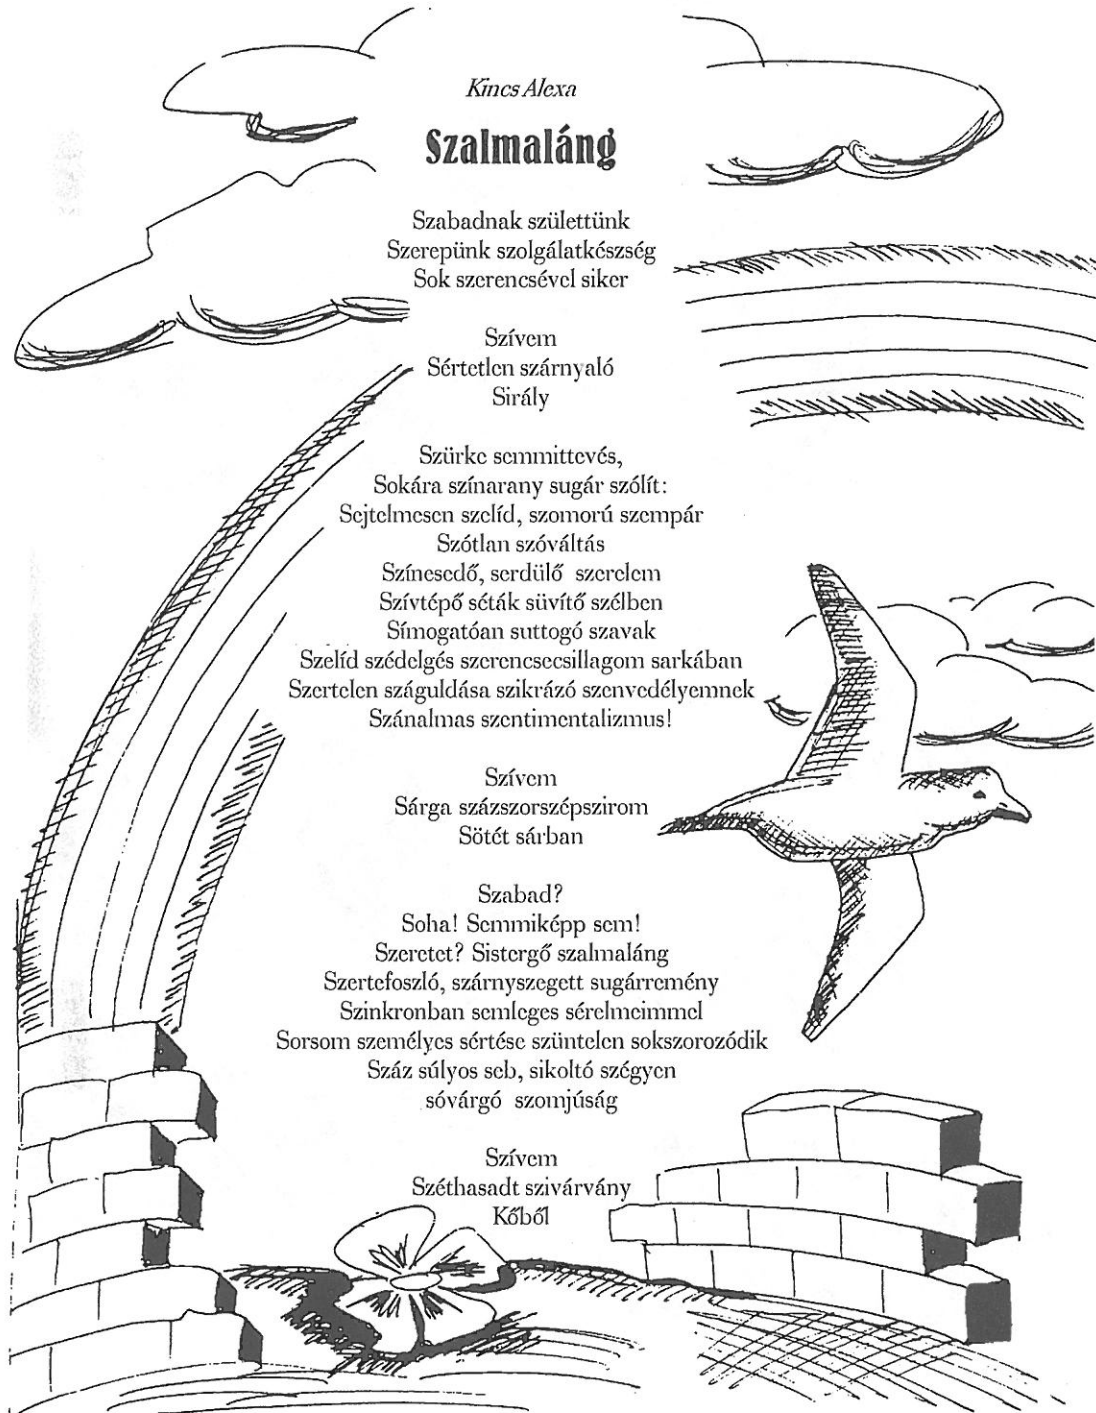 Kincs Alexa
Szalmaláng
Szabadnak születtünk
Szerepünk szolgálatkészség
Sok szerencsével siker
Szívem
Sértetlen szárnyaló
Sirály
Szürke semmittevés,
Sokára színarany sugár szólít:
Sejtelmesen szelíd, szomorú szempár
Szótlan szóváltás
Színesedő, serdülő szerelem
Szívtépő séták süvítő szélben
Símogatóan suttogó szavak
Szelíd szédelgés szerencsecsillagom sarkában
Szertelen száguldása szikrázó szenvedélyemnek
Szánalmas szentimentalizmus!
Szívem
Sárga százszorszépszirom
Sötét sárban
Szabad?
Soha! Semmiképp sem!
Szeretet? Sistergő szalmaláng
Szertefoszló, szárnyszegett sugárremény
Szinkronban semleges sérelmeimmel
Sorsom személyes sértése szüntelen sokszorozódik
Száz súlyos seb, sikoltó szégyen
sóvárgó szomjúság
Szívem
Széthasadt szivárvány
Kőből